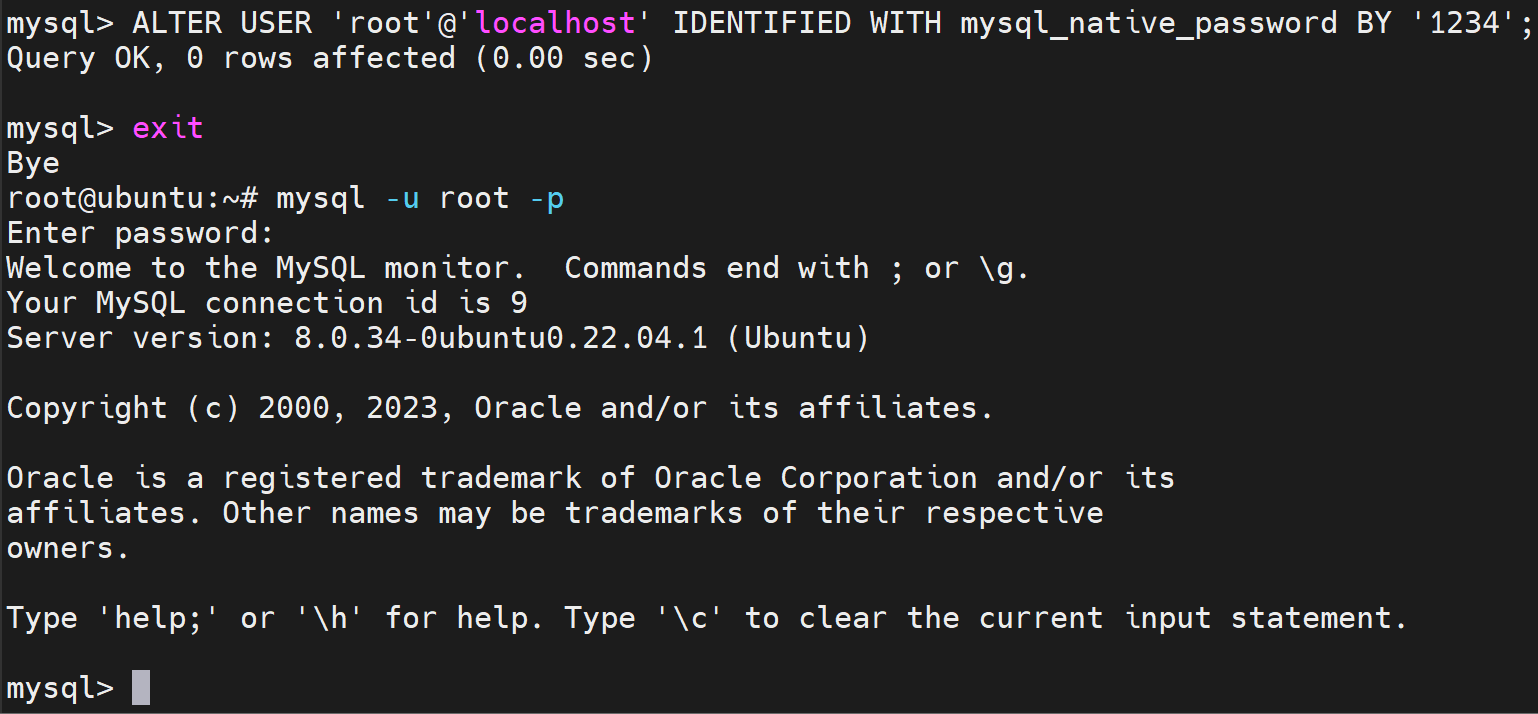 mysql> ALTER USER 'root'@'localhost' IDENTIFIED WITH mysql_native_password BY '1234';
Query OK, 0 rows affected (0.00 sec)
mysql> exit
Bye
root@ubuntu:~# mysql -u root -p
Enter password:
Welcome to the MySQL monitor.  Commands end with ; or \g.
Your MySQL connection id is 9
Server version: 8.0.34-0ubuntu0.22.04.1 (Ubuntu)
Copyright (c) 2000, 2023, Oracle and/or its affiliates.
Oracle is a registered trademark of Oracle Corporation and/or its
affiliates. Other names may be trademarks of their respective
owners.
Type 'help;' or '\h' for help. Type '\c' to clear the current input statement.
mysql>